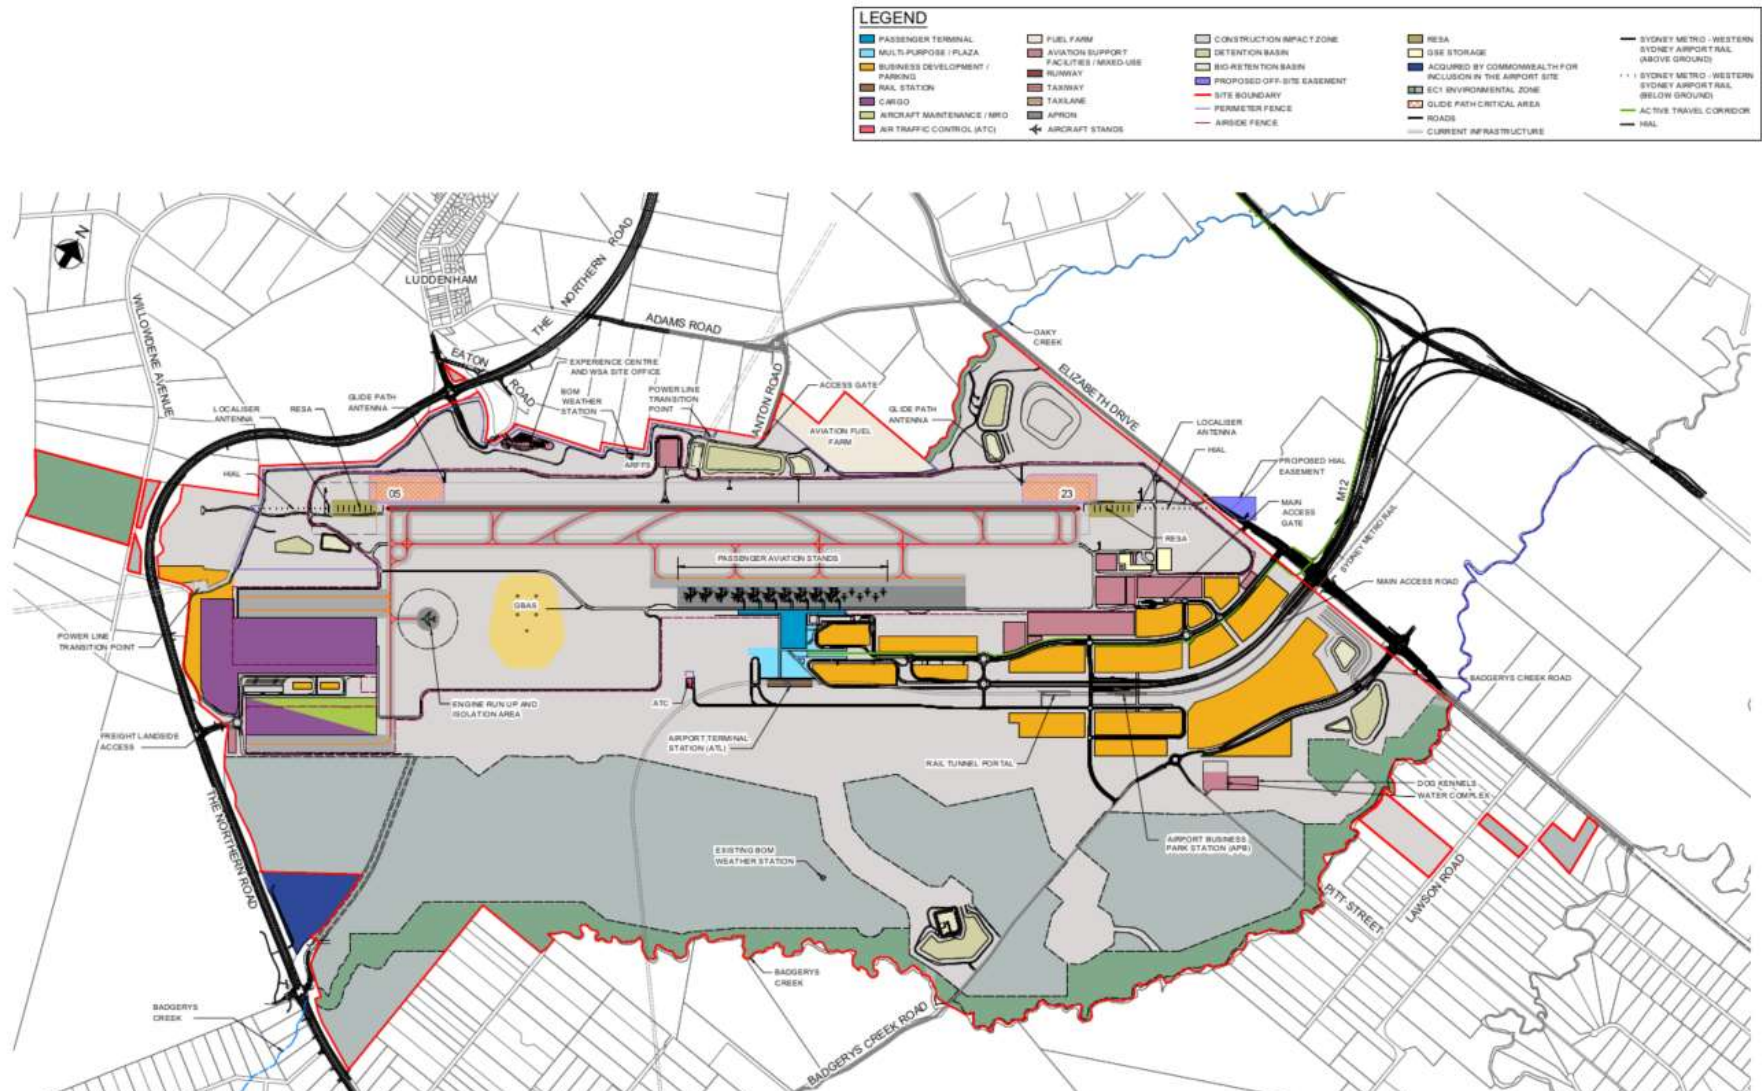 LEGEND
PASSENGER TERMINAL
MULTI-PURPOSE / PLAZA
BUSINESS DEVELOPMENT /
PARKING
RAIL STATION
CARGO
AIRCRAFT MAINTENANCE / MRO
AIR TRAFFIC CONTROL (ATC)
FUEL FARM
AVIATION SUPPORT
FACILITIES / MIXED-USE
RUNWAY
TAXIWAY
TAXILANE
APRON
AIRCRAFT STANDS
CONSTRUCTION IMPACT ZONE
DETENTION BASIN
BIO-RETENTION BASIN
PROPOSED OFF-SITE EASEMENT
SITE BOUNDARY
PERIMETER FENCE
AIRSIDE FENCE
RESA
GSE STORAGE
ACQUIRED BY COMMONWEALTH FOR
INCLUSION IN THE AIRPORT SITE
EC1 ENVIRONMENTAL ZONE
GLIDE PATH CRITICAL AREA
ROADS
CURRENT INFRASTRUCTURE
SYDNEY METRO - WESTERN
SYDNEY AIRPORT RAIL
(ABOVE GROUND)
SYDNEY METRO - WESTERN
SYDNEY AIRPORT RAIL
(BELOW GROUND)
ACTIVE TRAVEL CORRIDOR
HIAL
N
LUDDENHAM
WILLOWDENE AVENUE
THE NORTHERN ROAD
ADAMS ROAD
EATON
ROAD
EXPERIENCE CENTRE
AND WSA SITE OFFICE
BOM
WEATHER
STATION
POWER LINE
TRANSITION
POINT
ANTON ROAD
ACCESS GATE
OAKY
CREEK
ELIZABETH DRIVE
GLIDE PATH
ANTENNA
LOCALISER
ANTENNA
RESA
HIAL
ARFFS
AVIATION FUEL
FARM
GLIDE PATH
ANTENNA
LOCALISER
ANTENNA
HIAL
PROPOSED HIAL
EASEMENT
MAIN
ACCESS
GATE
M12
SYDNEY METRO RAIL
05
23
RESA
PASSENGER AVIATION STANDS
MAIN ACCESS ROAD
GBAS
POWER LINE
TRANSITION POINT
BADGERYS CREEK ROAD
ENGINE RUN UP AND
ISOLATION AREA
ATC
AIRPORT TERMINAL
STATION (ATL)
FREIGHT LANDSIDE
ACCESS
RAIL TUNNEL PORTAL
DOG KENNELS
WATER COMPLEX
THE NORTHERN ROAD
AIRPORT BUSINESS
PARK STATION (APB)
EXISTING BOM
WEATHER STATION
PITT STREET
LAWSON ROAD
BADGERYS
CREEK
BADGERYS
CREEK
BADGERYS CREEK ROAD